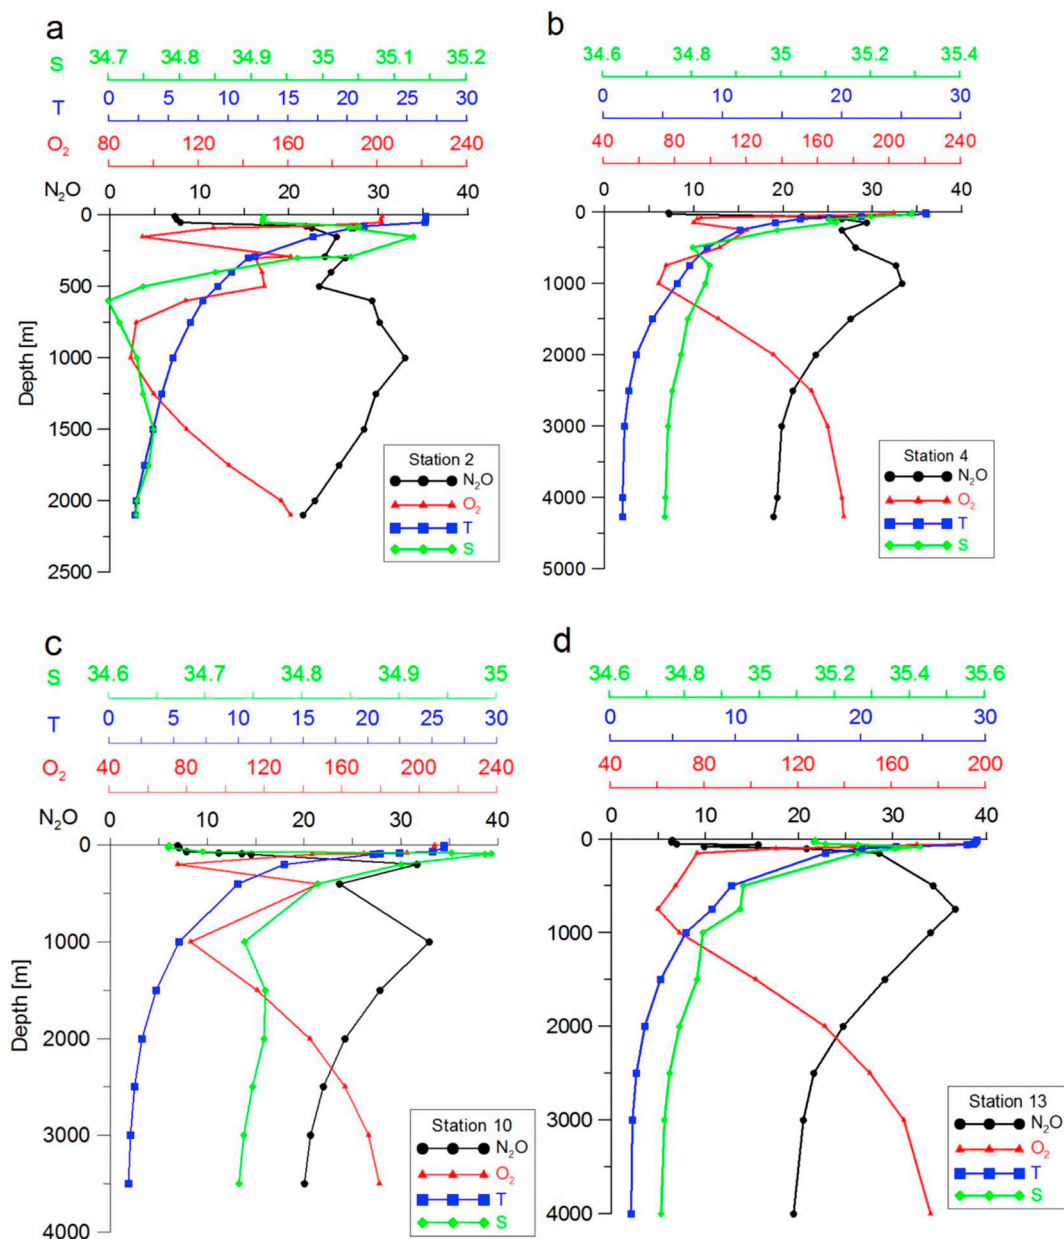 a
S
34.7 34.8 34.9 35 35.1 35.2
T
0 5 10 15 20 25 30
O₂
80 120 160 200 240
N₂O
0 10 20 30 40
Depth [m]
0
500
1000
1500
2000
2500
Station 2
N₂O
O₂
T
S
b
34.6 34.8 35 35.2 35.4
0 10 20 30
40 80 120 160 200 240
0 10 20 30 40
0
1000
2000
3000
4000
5000
Station 4
N₂O
O₂
T
S
c
S
34.6 34.7 34.8 34.9 35
T
0 5 10 15 20 25 30
O₂
40 80 120 160 200 240
N₂O
0 10 20 30 40
Depth [m]
0
1000
2000
3000
4000
Station 10
N₂O
O₂
T
S
d
34.6 34.8 35 35.2 35.4 35.6
0 10 20 30
40 80 120 160 200
0 10 20 30 40
0
1000
2000
3000
4000
Station 13
N₂O
O₂
T
S